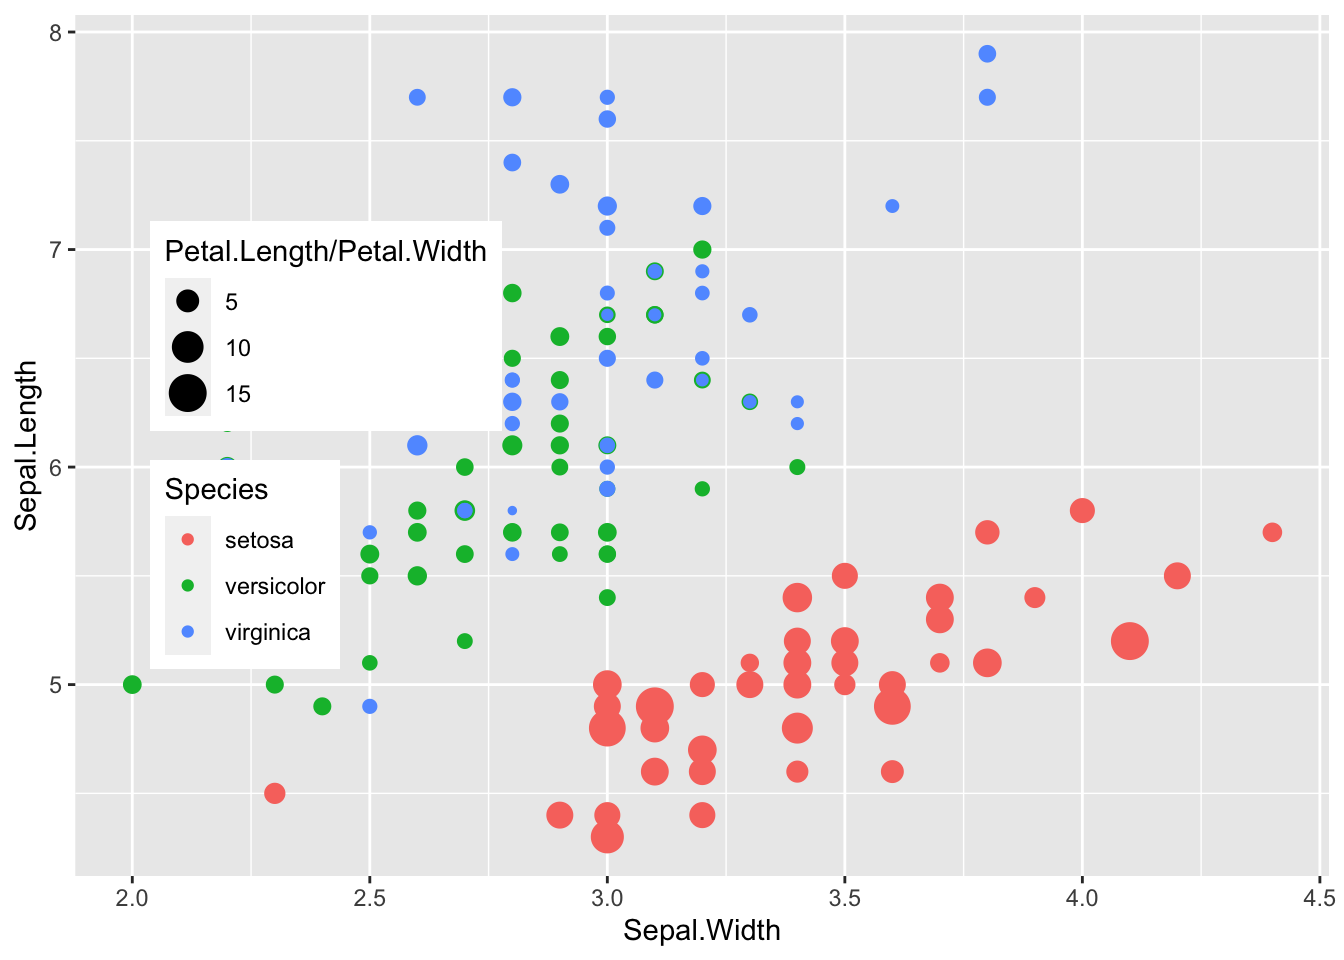 8
7
6
5
Sepal.Length
Petal.Length/Petal.Width
5
10
15
Species
setosa
versicolor
virginica
2.0 2.5 3.0 3.5 4.0 4.5
Sepal.Width